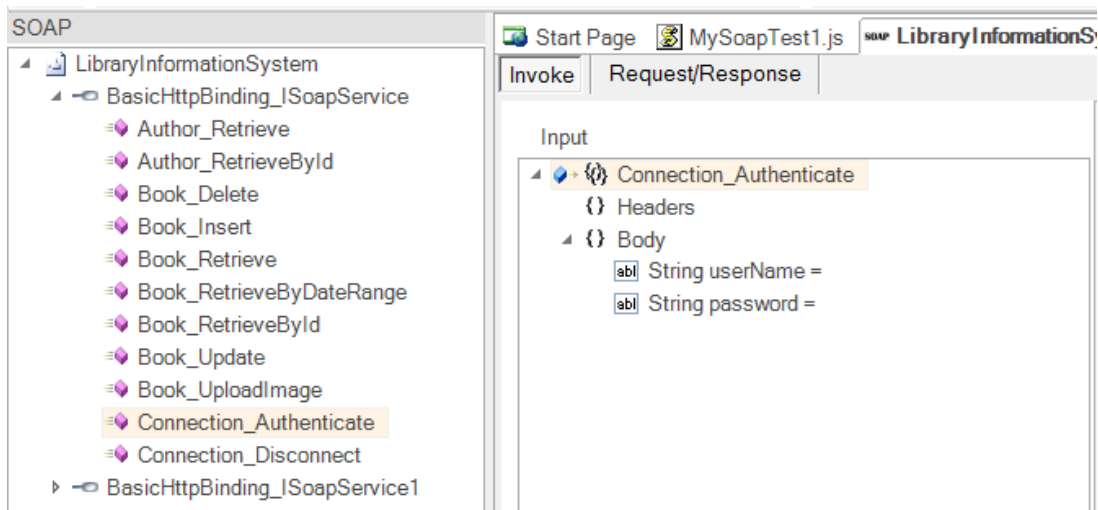 SOAP
LibraryInformationSystem
BasicHttpBinding_ISoapService
Author_Retrieve
Author_RetrieveById
Book_Delete
Book_Insert
Book_Retrieve
Book_RetrieveByDateRange
Book_RetrieveById
Book_Update
Book_UploadImage
Connection_Authenticate
Connection_Disconnect
BasicHttpBinding_ISoapService1
Start Page MySoapTest1.js SOAP LibraryInformationSy
Invoke Request/Response
Input
{/} Connection_Authenticate
{} Headers
{} Body
abl String userName =
abl String password =